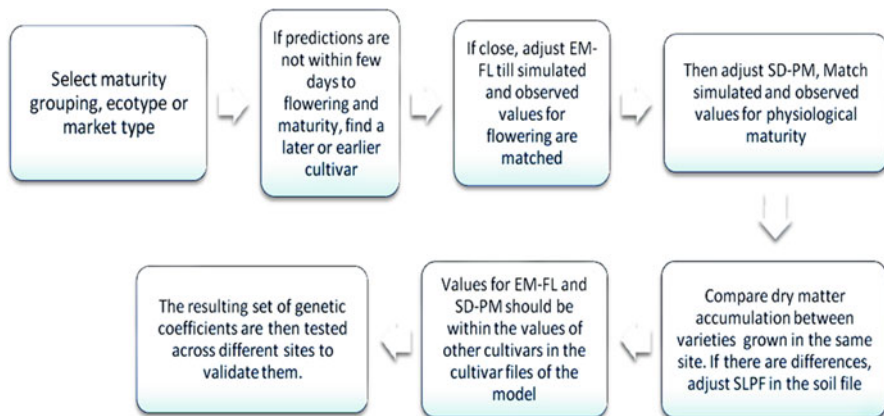 Select maturity
grouping, ecotype or
market type
If predictions are
not within few
days to
flowering and
maturity, find a
later or earlier
cultivar
If close, adjust EM-
FL till simulated
and observed
values for
flowering are
matched
Then adjust SD-PM, Match
simulated and observed
values for physiological
maturity
Compare dry matter
accumulation between
varieties grown in the same
site. If there are differences,
adjust SLPF in the soil file
Values for EM-FL and
SD-PM should be
within the values of
other cultivars in the
cultivar files of the
model
The resulting set of genetic
coefficients are then tested
across different sites to
validate them.